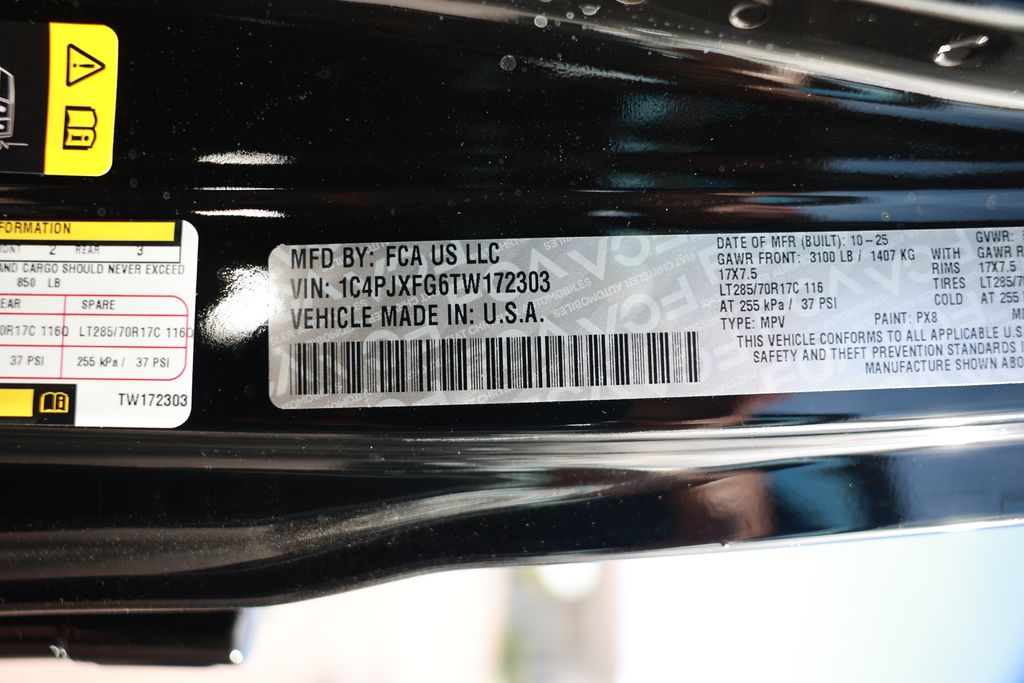 FORMATION
ONT 2 REAR 3
AND CARGO SHOULD NEVER EXCEED
850 LB
EAR SPARE
0R17C 116Q LT285/70R17C 116Q
37 PSI 255 kPa / 37 PSI
TW172303
MFD BY: FCA US LLC
VIN: 1C4PJXFG6TW172303
VEHICLE MADE IN: U.S.A.
DATE OF MFR (BUILT): 10-25 GVWR:
GAWR FRONT: 3100 LB / 1407 KG WITH GAWR R
17X7.5 RIMS 17X7.5
LT285/70R17C 116 TIRES LT285/70
AT 255 kPa / 37 PSI COLD AT 255
TYPE: MPV PAINT: PX8
THIS VEHICLE CONFORMS TO ALL APPLICABLE U.S
SAFETY AND THEFT PREVENTION STANDARDS I
MANUFACTURE SHOWN ABO